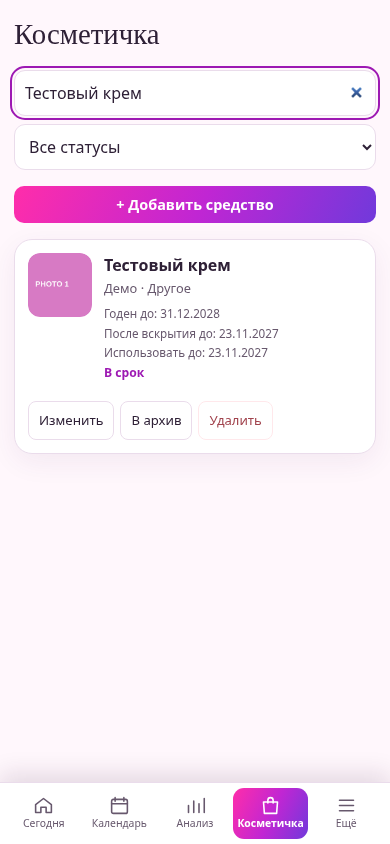 Косметичка
Тестовый крем
Все статусы
+ Добавить средство
PHOTO 1
Тестовый крем
Демо · Другое
Годен до: 31.12.2028
После вскрытия до: 23.11.2027
Использовать до: 23.11.2027
В срок
Изменить
В архив
Удалить
Сегодня
Календарь
Анализ
Косметичка
Ещё